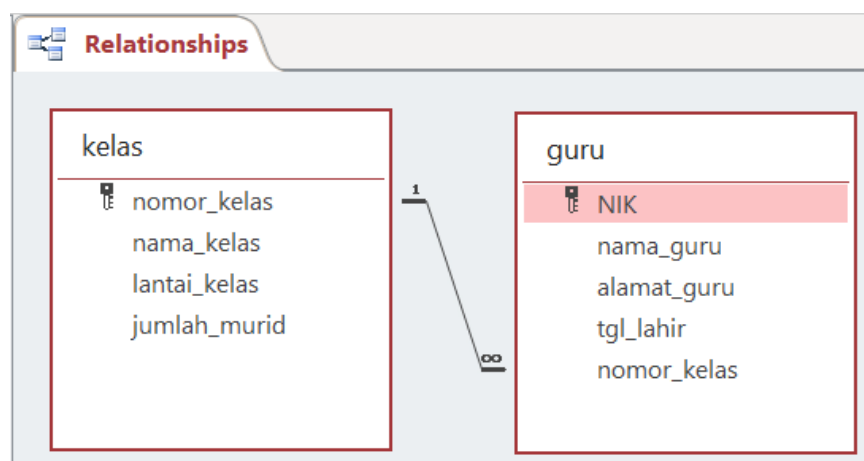 Relationships
kelas
nomor_kelas
nama_kelas
lantai_kelas
jumlah_murid
1
∞
guru
NIK
nama_guru
alamat_guru
tgl_lahir
nomor_kelas